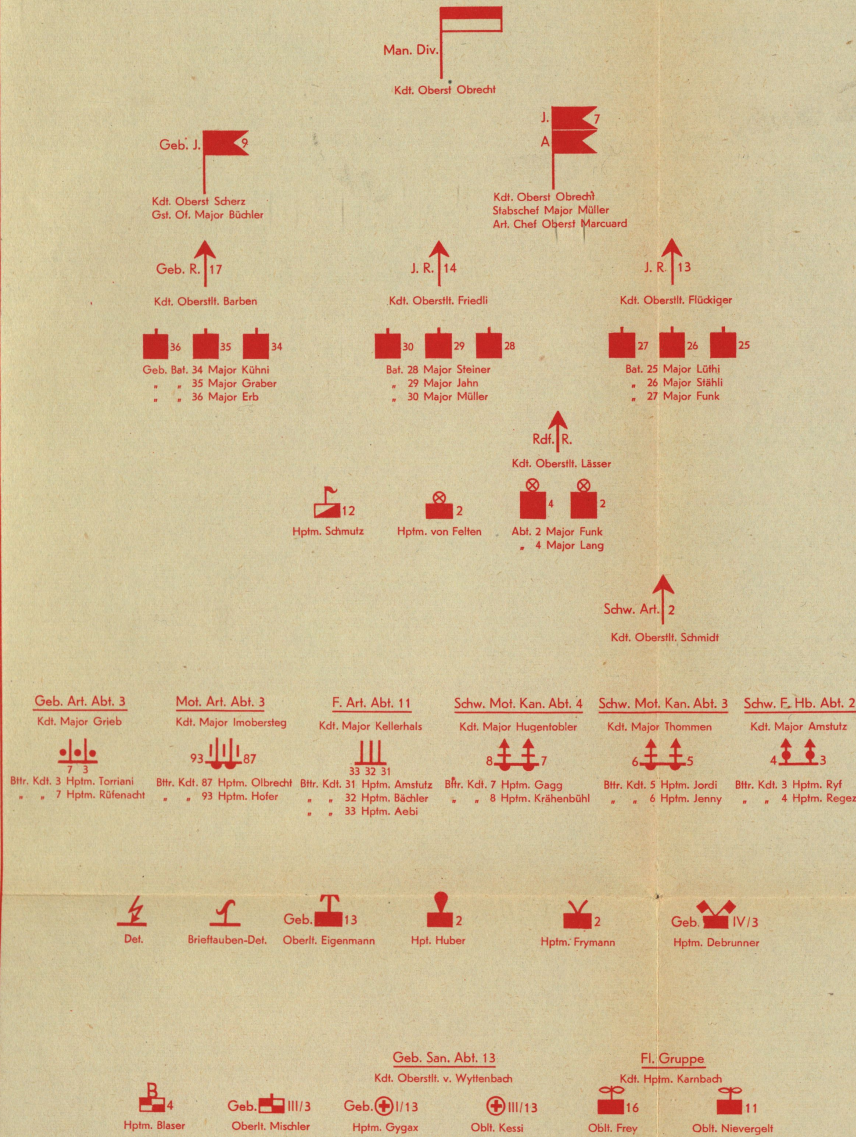 Man. Div.
Kdt. Oberst Obrecht
Geb. J. 9
Kdt. Oberst Scherz
Gst. Of. Major Büchler
J. 7
A
Kdt. Oberst Obrecht
Stabschef Major Müller
Art. Chef Oberst Marcuard
Geb. R. 17
Kdt. Oberstlt. Barben
J. R. 14
Kdt. Oberstlt. Friedli
J. R. 13
Kdt. Oberstlt. Flückiger
36 35 34
Geb. Bat. 34 Major Kühni
„ „ 35 Major Graber
„ „ 36 Major Erb
30 29 28
Bat. 28 Major Steiner
„ 29 Major Jahn
„ 30 Major Müller
27 26 25
Bat. 25 Major Lüthi
„ 26 Major Stähli
„ 27 Major Funk
Rdf. R.
Kdt. Oberstlt. Lässer
12
Hptm. Schmutz
2
Hptm. von Felten
4 2
Abt. 2 Major Funk
„ 4 Major Lang
Schw. Art. 2
Kdt. Oberstlt. Schmidt
Geb. Art. Abt. 3
Kdt. Major Grieb
7 3
Bttr. Kdt. 3 Hptm. Torriani
„ „ 7 Hptm. Rüfenacht
Mot. Art. Abt. 3
Kdt. Major Imobersteg
93 87
Bttr. Kdt. 87 Hptm. Olbrecht
„ „ 93 Hptm. Hofer
F. Art. Abt. 11
Kdt. Major Kellerhals
33 32 31
Bttr. Kdt. 31 Hptm. Amstutz
„ „ 32 Hptm. Bächler
„ „ 33 Hptm. Aebi
Schw. Mot. Kan. Abt. 4
Kdt. Major Hugentobler
8 7
Bttr. Kdt. 7 Hptm. Gagg
„ „ 8 Hptm. Krähenbühl
Schw. Mot. Kan. Abt. 3
Kdt. Major Thommen
6 5
Bttr. Kdt. 5 Hptm. Jordi
„ „ 6 Hptm. Jenny
Schw. F. Hb. Abt. 2
Kdt. Major Amstutz
4 3
Bttr. Kdt. 3 Hptm. Ryf
„ „ 4 Hptm. Regez
Det.
Brieftauben-Det.
Geb. 13
Oberlt. Eigenmann
2
Hpt. Huber
2
Hptm. Frymann
Geb. IV/3
Hptm. Debrunner
B
4
Hptm. Blaser
Geb. III/3
Oberlt. Mischler
Geb. San. Abt. 13
Kdt. Oberstlt. v. Wyttenbach
Geb. I/13
Hptm. Gygax
III/13
Oblt. Kessi
Fl. Gruppe
Kdt. Hptm. Karnbach
16
Oblt. Frey
11
Oblt. Nievergelt